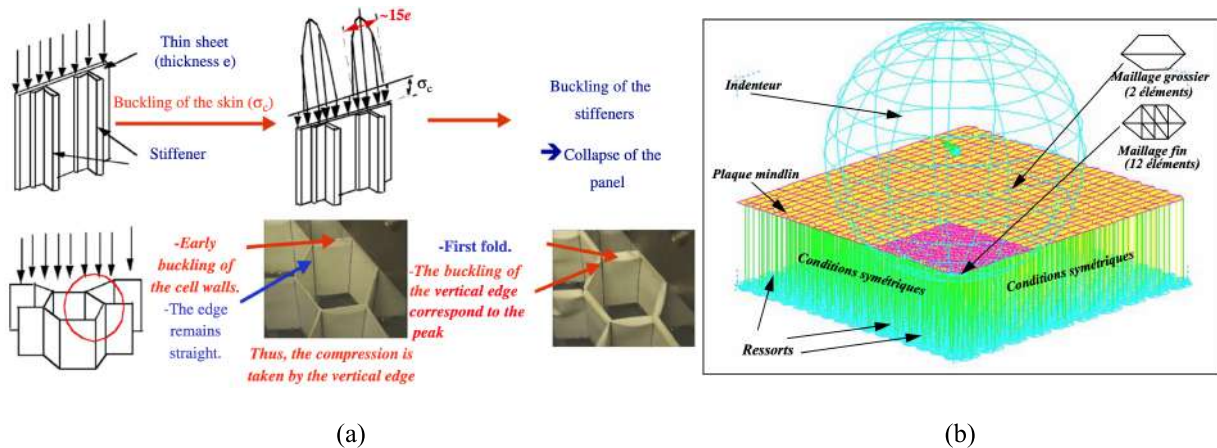 ~15e
Thin sheet
(thickness e)
Buckling of the skin (σc)
Stiffener
σc
Buckling of the
stiffeners
➔ Collapse of the
panel
-Early
buckling of
the cell walls.
-The edge
remains
straight.
Thus, the compression is
taken by the vertical edge
-First fold.
-The buckling of
the vertical edge
correspond to the
peak
(a)
Indenteur
Maillage grossier
(2 éléments)
Maillage fin
(12 éléments)
Plaque mindlin
Conditions symétriques
Conditions symétriques
Ressorts
(b)